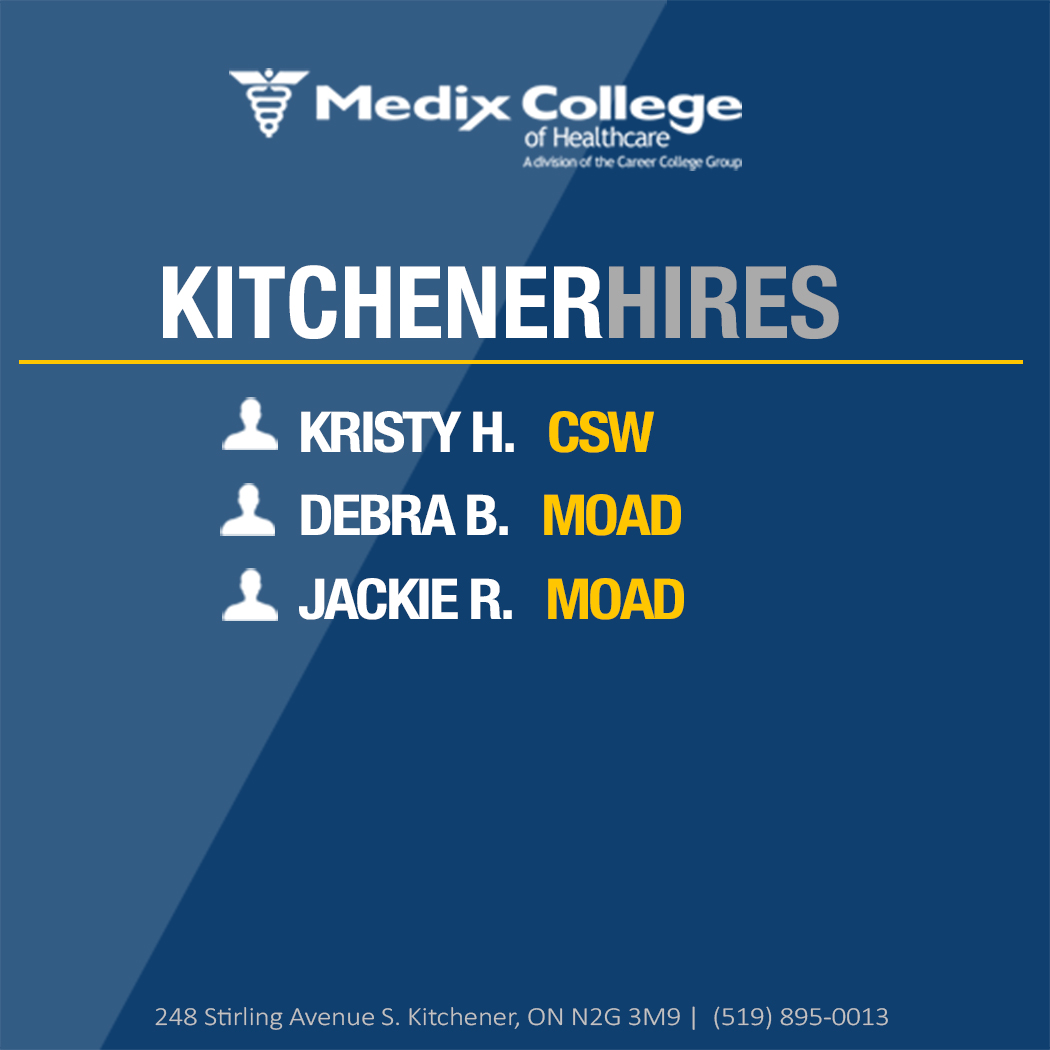 Medix College
of Healthcare
A division of the Career College Group
KITCHENERHIRES
KRISTY H. CSW
DEBRA B. MOAD
JACKIE R. MOAD
248 Stirling Avenue S. Kitchener, ON N2G 3M9 | (519) 895-0013